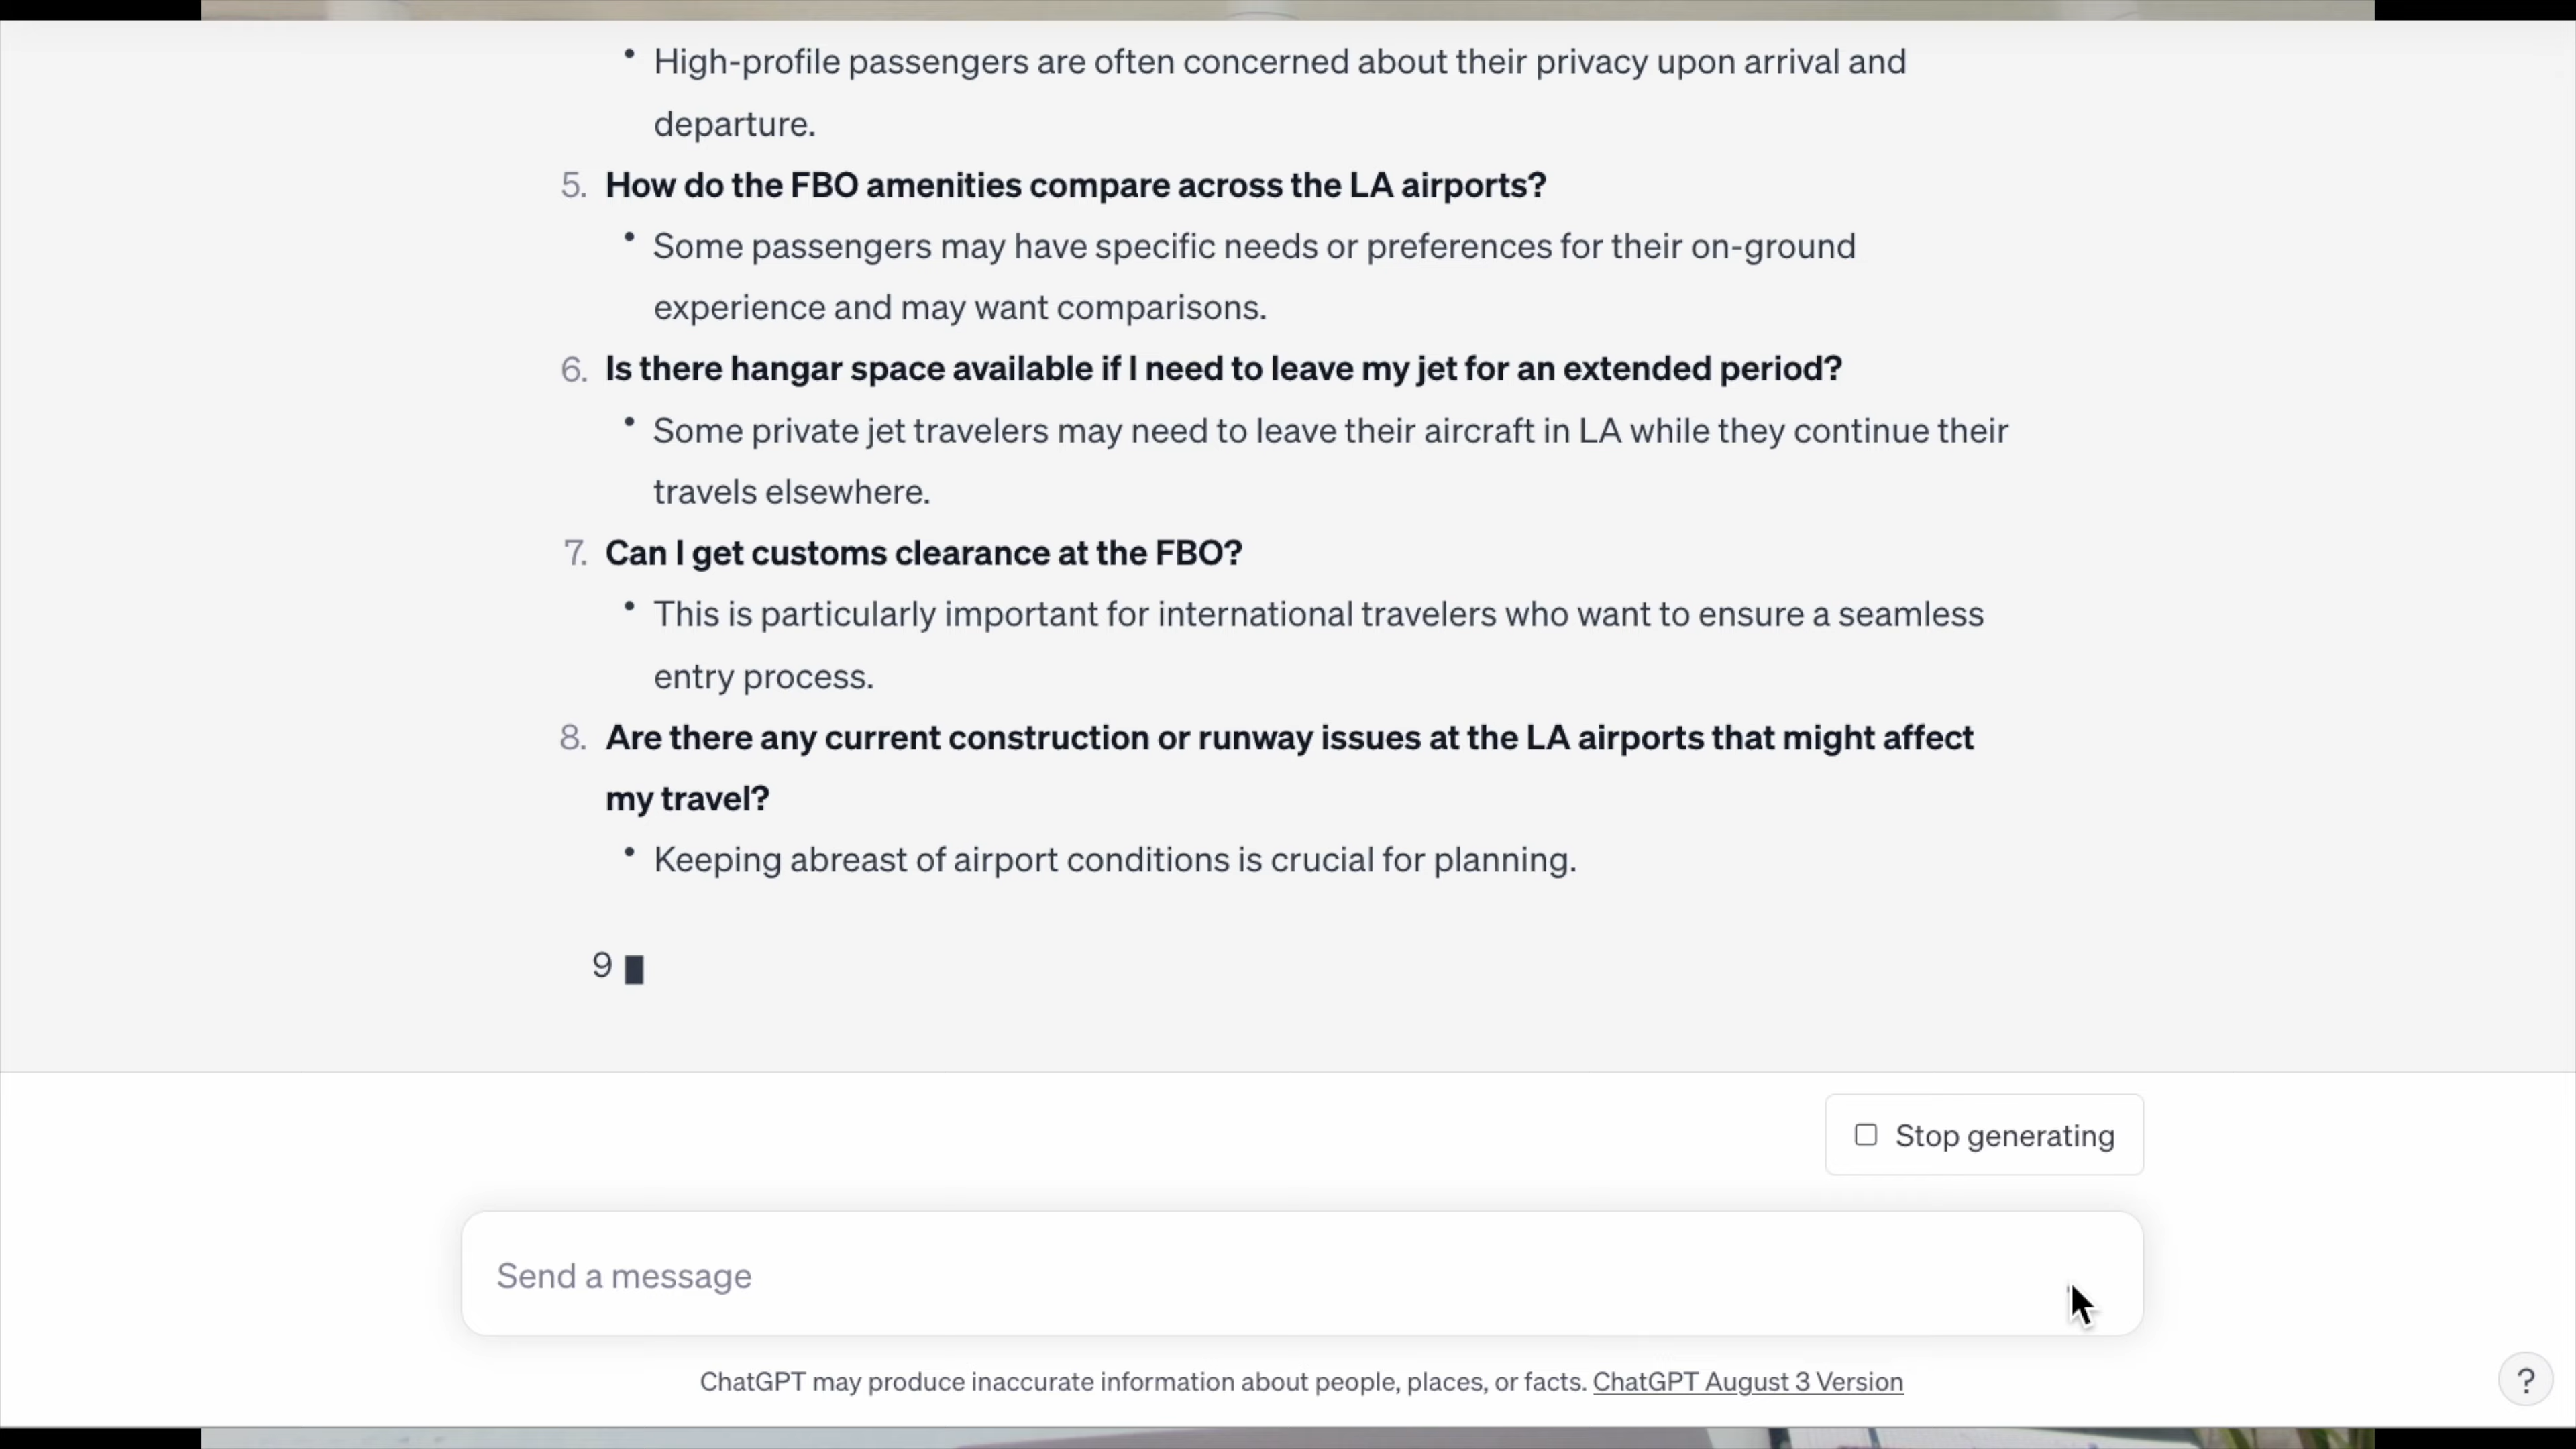 • High-profile passengers are often concerned about their privacy upon arrival and
departure.
5. How do the FBO amenities compare across the LA airports?
• Some passengers may have specific needs or preferences for their on-ground
experience and may want comparisons.
6. Is there hangar space available if I need to leave my jet for an extended period?
• Some private jet travelers may need to leave their aircraft in LA while they continue their
travels elsewhere.
7. Can I get customs clearance at the FBO?
• This is particularly important for international travelers who want to ensure a seamless
entry process.
8. Are there any current construction or runway issues at the LA airports that might affect
my travel?
• Keeping abreast of airport conditions is crucial for planning.
9
Stop generating
Send a message
ChatGPT may produce inaccurate information about people, places, or facts. ChatGPT August 3 Version
?